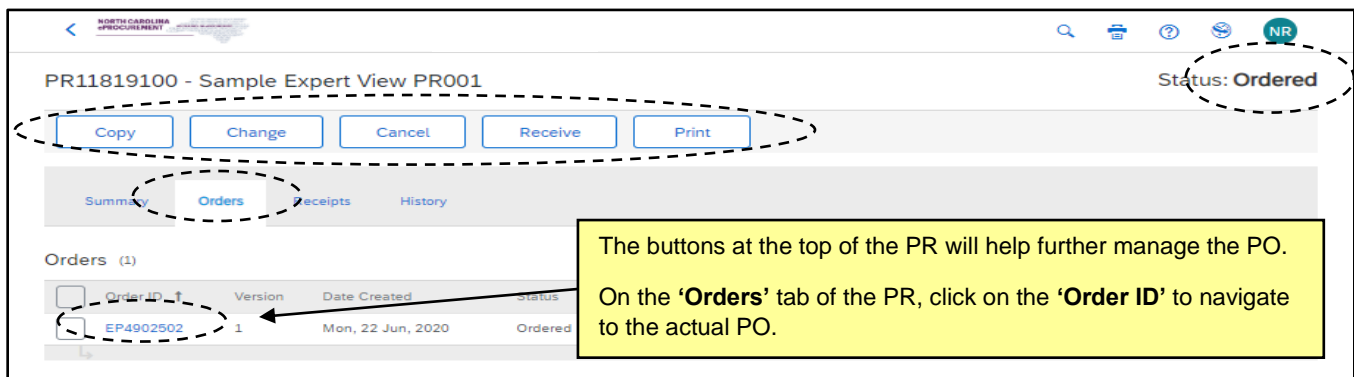 NORTH CAROLINA
ePROCUREMENT
NR
PR11819100 - Sample Expert View PR001
Status: Ordered
Copy Change Cancel Receive Print
Summary Orders Receipts History
Orders (1)
Order ID ↑ Version Date Created Status
EP4902502 1 Mon, 22 Jun, 2020 Ordered
The buttons at the top of the PR will help further manage the PO.
On the ‘Orders’ tab of the PR, click on the ‘Order ID’ to navigate
to the actual PO.